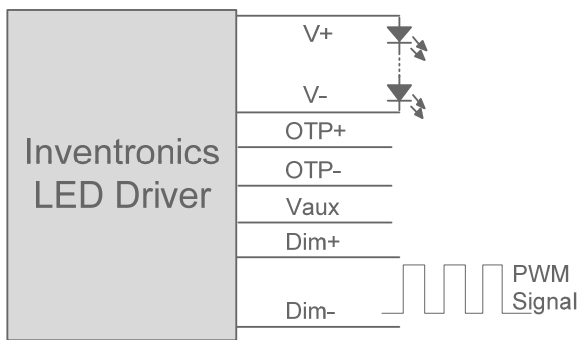 Inventronics
LED Driver
V+
V-
OTP+
OTP-
Vaux
Dim+
Dim-
PWM
Signal